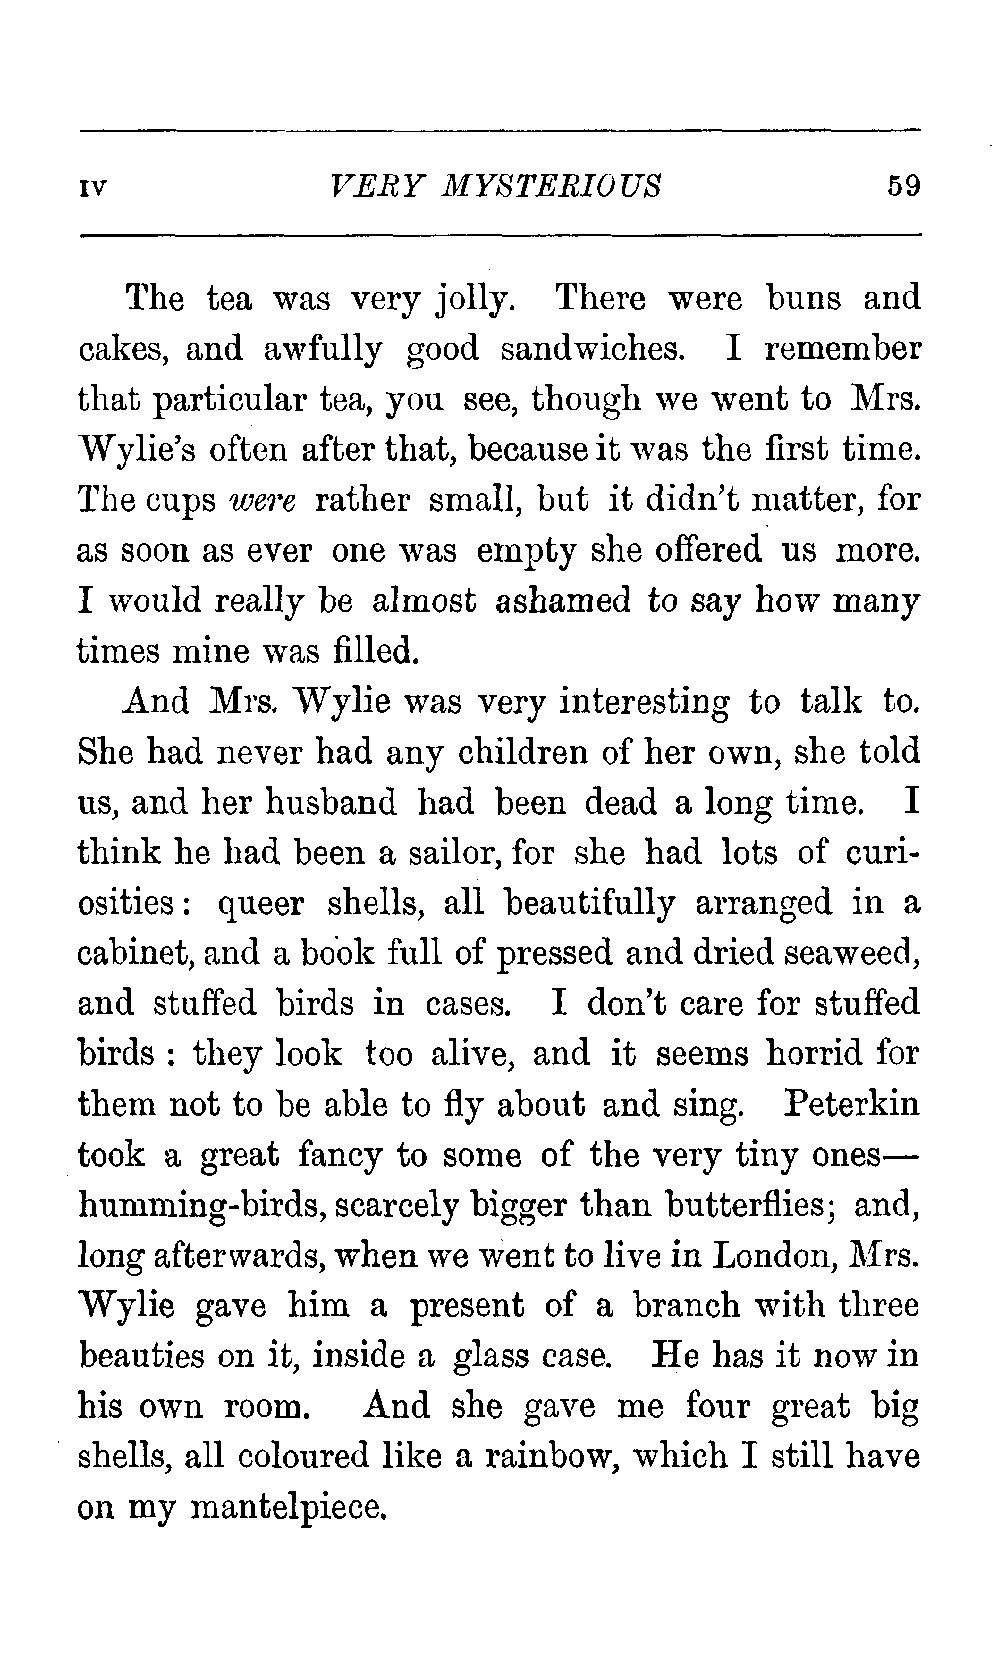 IV VERY MYSTERIOUS 59
The tea was very jolly. There were buns and
cakes, and awfully good sandwiches. I remember
that particular tea, you see, though we went to Mrs.
Wylie's often after that, because it was the first time.
The cups were rather small, but it didn't matter, for
as soon as ever one was empty she offered us more.
I would really be almost ashamed to say how many
times mine was filled.
And Mrs. Wylie was very interesting to talk to.
She had never had any children of her own, she told
us, and her husband had been dead a long time. I
think he had been a sailor, for she had lots of curi-
osities: queer shells, all beautifully arranged in a
cabinet, and a book full of pressed and dried seaweed,
and stuffed birds in cases. I don't care for stuffed
birds: they look too alive, and it seems horrid for
them not to be able to fly about and sing. Peterkin
took a great fancy to some of the very tiny ones—
humming-birds, scarcely bigger than butterflies; and,
long afterwards, when we went to live in London, Mrs.
Wylie gave him a present of a branch with three
beauties on it, inside a glass case. He has it now in
his own room. And she gave me four great big
shells, all coloured like a rainbow, which I still have
on my mantelpiece.